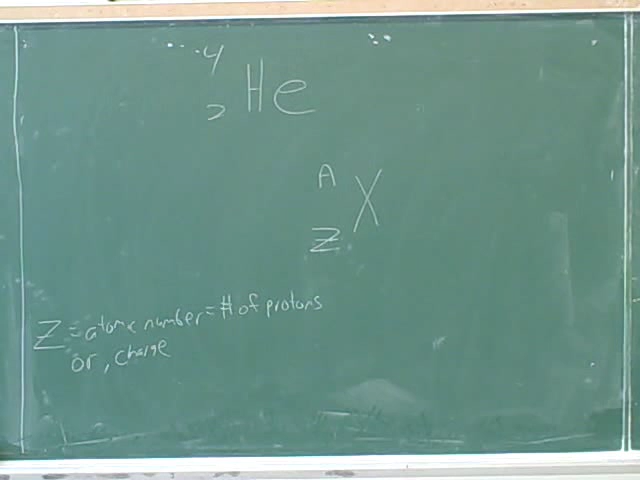 4
2 He
A
Z X
Z = atomic number = # of protons
or, charge